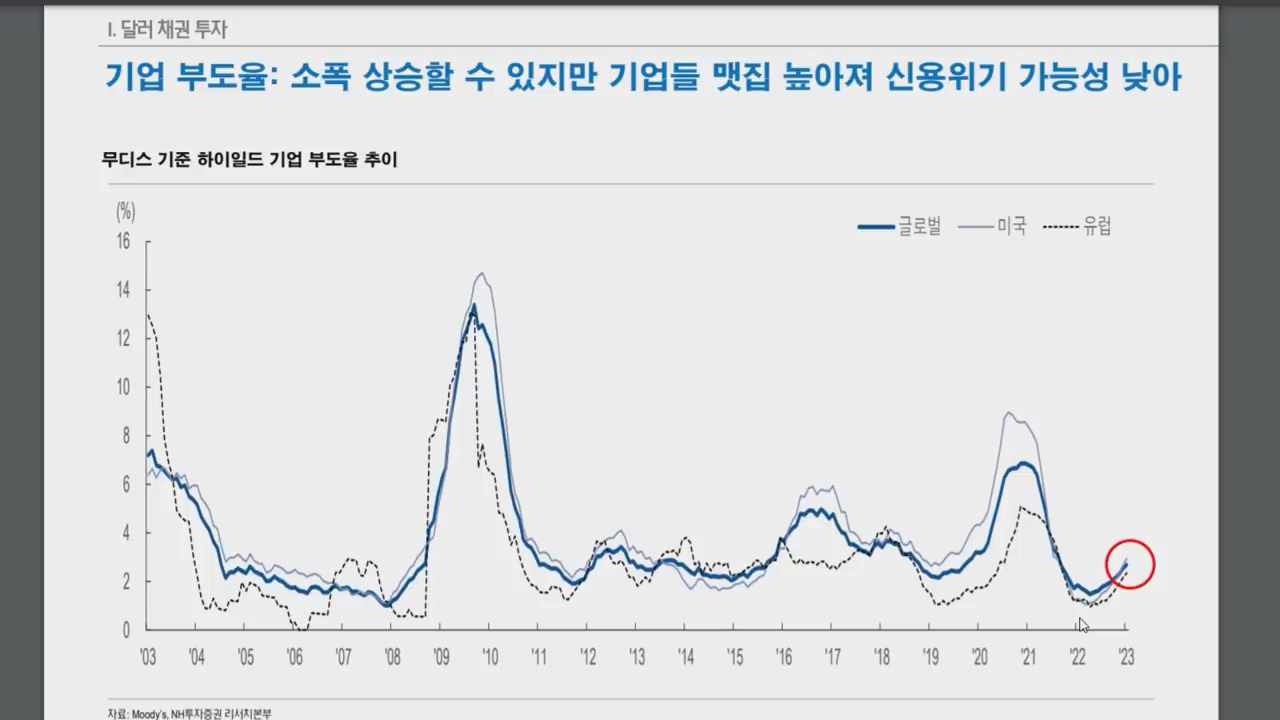 I. 달러 채권 투자
기업 부도율: 소폭 상승할 수 있지만 기업들 맷집 높아져 신용위기 가능성 낮아
무디스 기준 하이일드 기업 부도율 추이
(%)
글로벌 미국 유럽
16
14
12
10
8
6
4
2
0
'03 '04 '05 '06 '07 '08 '09 '10 '11 '12 '13 '14 '15 '16 '17 '18 '19 '20 '21 '22 '23
자료: Moody's, NH투자증권 리서치본부